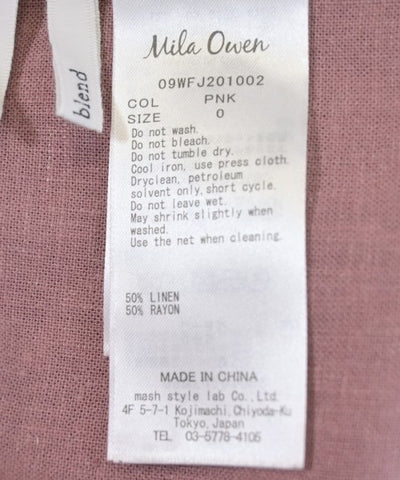 Mila Owen
09WFJ201002
COL PNK
SIZE 0
Do not wash.
Do not bleach.
Do not tumble dry.
Cool iron, use press cloth.
Dryclean, petroleum
solvent only, short cycle.
Do not leave wet.
May shrink slightly when
washed.
Use the net when cleaning.
50% LINEN
50% RAYON
MADE IN CHINA
mash style lab Co., Ltd.
4F 5-7-1 Kojimachi, Chiyoda-Ku
Tokyo, Japan
TEL 03-5778-4105
blend